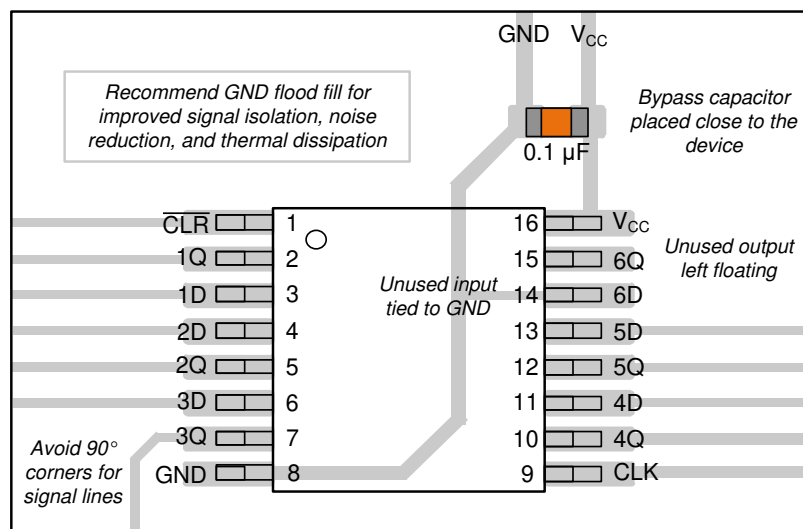 GND
VCC
Recommend GND flood fill for
improved signal isolation, noise
reduction, and thermal dissipation
Bypass capacitor
placed close to the
device
0.1 µF
CLR
1
16
VCC
1Q
2
15
6Q
Unused output
left floating
1D
3
Unused input
tied to GND
14
6D
2D
4
13
5D
2Q
5
12
5Q
3D
6
11
4D
3Q
7
10
4Q
Avoid 90°
corners for
signal lines
GND
8
9
CLK